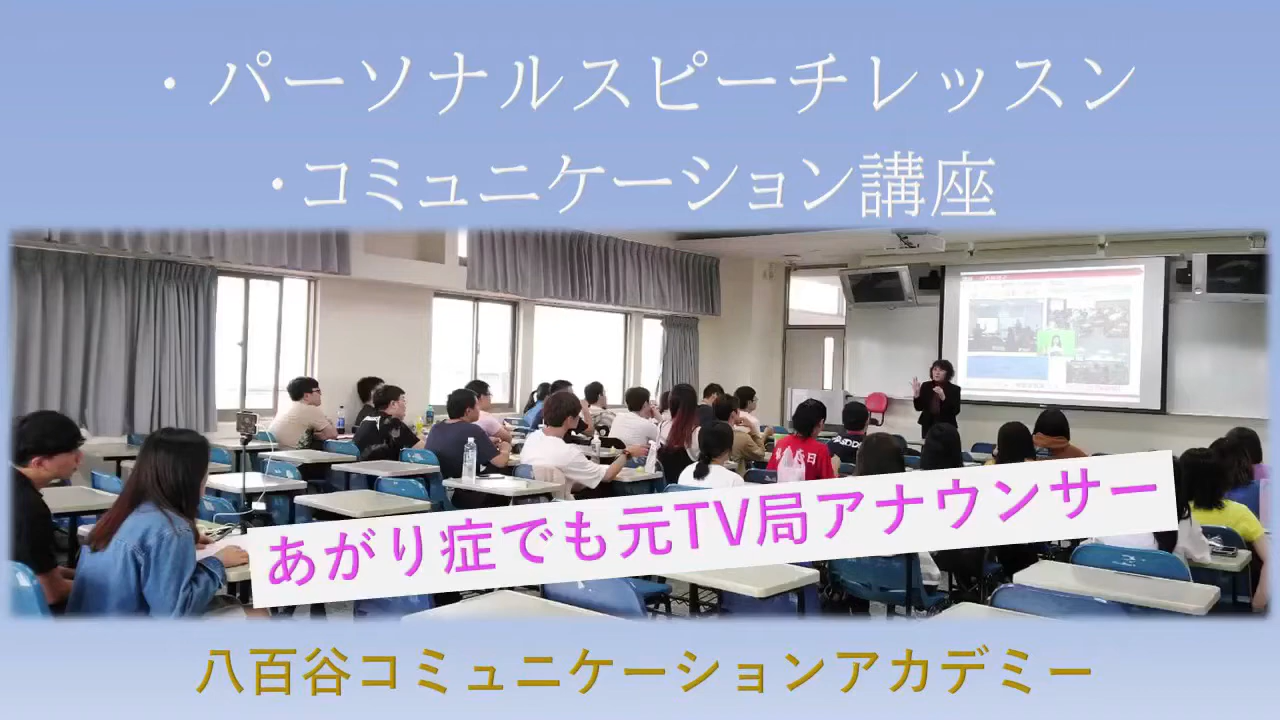 ・パーソナルスピーチレッスン
・コミュニケーション講座
あがり症でも元TV局アナウンサー
八百谷コミュニケーションアカデミー